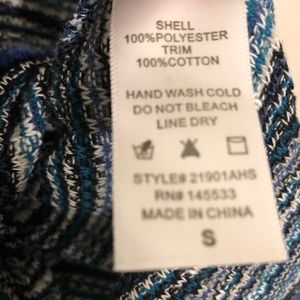 SHELL
100%POLYESTER
TRIM
100%COTTON
HAND WASH COLD
DO NOT BLEACH
LINE DRY
STYLE# 21901AHS
RN# 145533
MADE IN CHINA
S